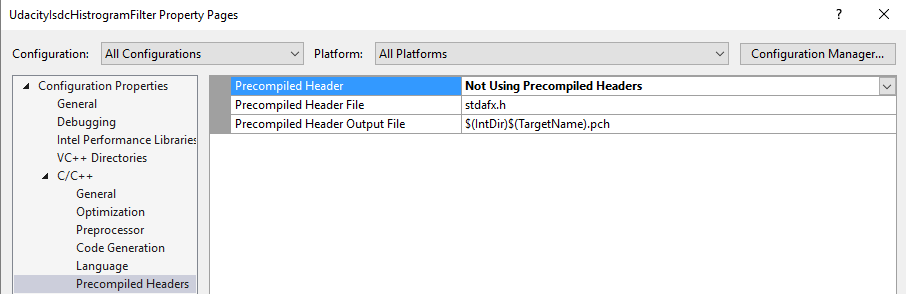 UdacitylsdcHistrogramFilter Property Pages
? ×
Configuration: All Configurations Platform: All Platforms Configuration Manager...
Configuration Properties
General
Debugging
Intel Performance Libraries
VC++ Directories
C/C++
General
Optimization
Preprocessor
Code Generation
Language
Precompiled Headers
Precompiled Header Not Using Precompiled Headers
Precompiled Header File stdafx.h
Precompiled Header Output File $(IntDir)$(TargetName).pch